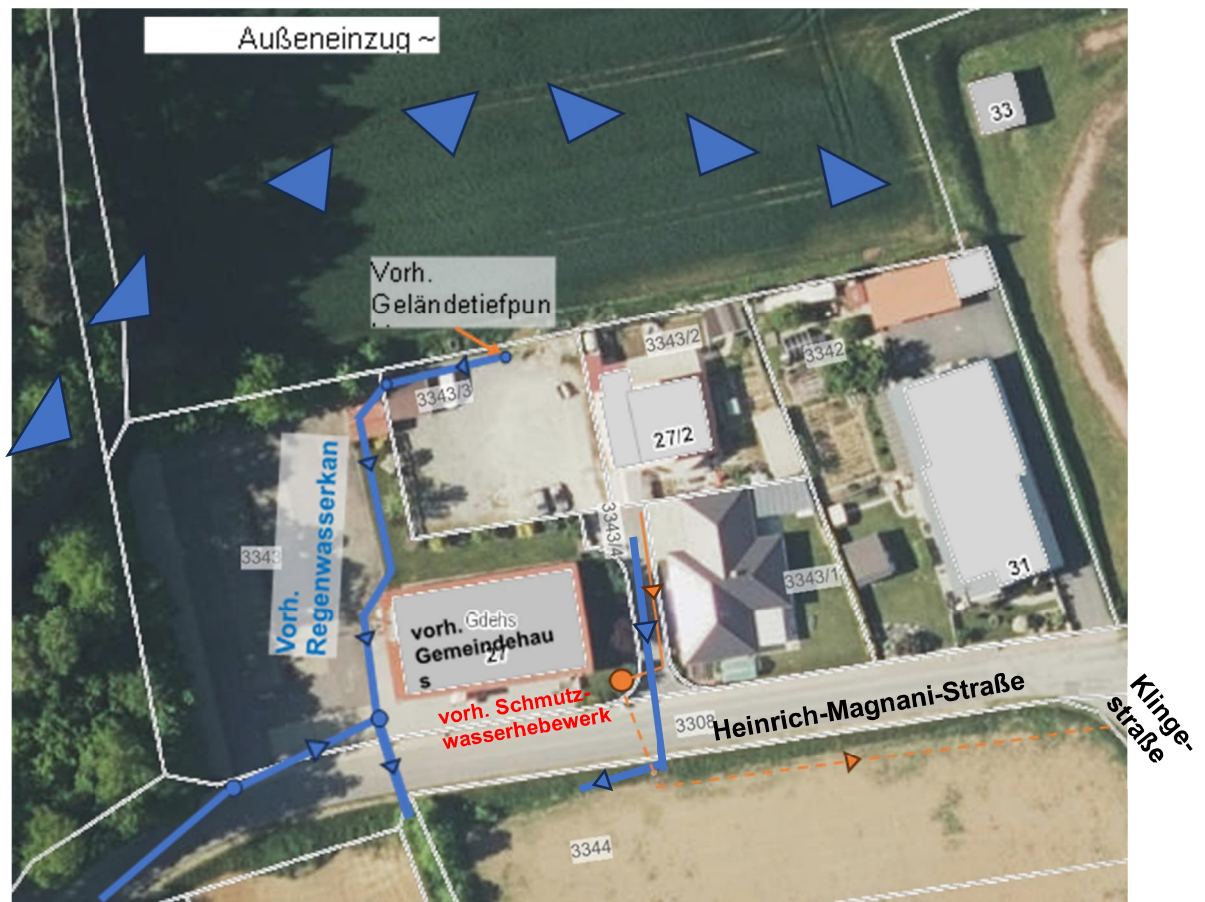 Außeneinzug ~
33
Vorh.
Geländetiefpun
3343/2
3342
3343/3
27/2
Vorh.
Regenwasserkan
3343
3343/4
31
3343/1
Gdehs
27
vorh.
Gemeindehau
s
vorh. Schmutz-
wasserhebewerk
3308
Heinrich-Magnani-Straße
Klinge-
straße
3344